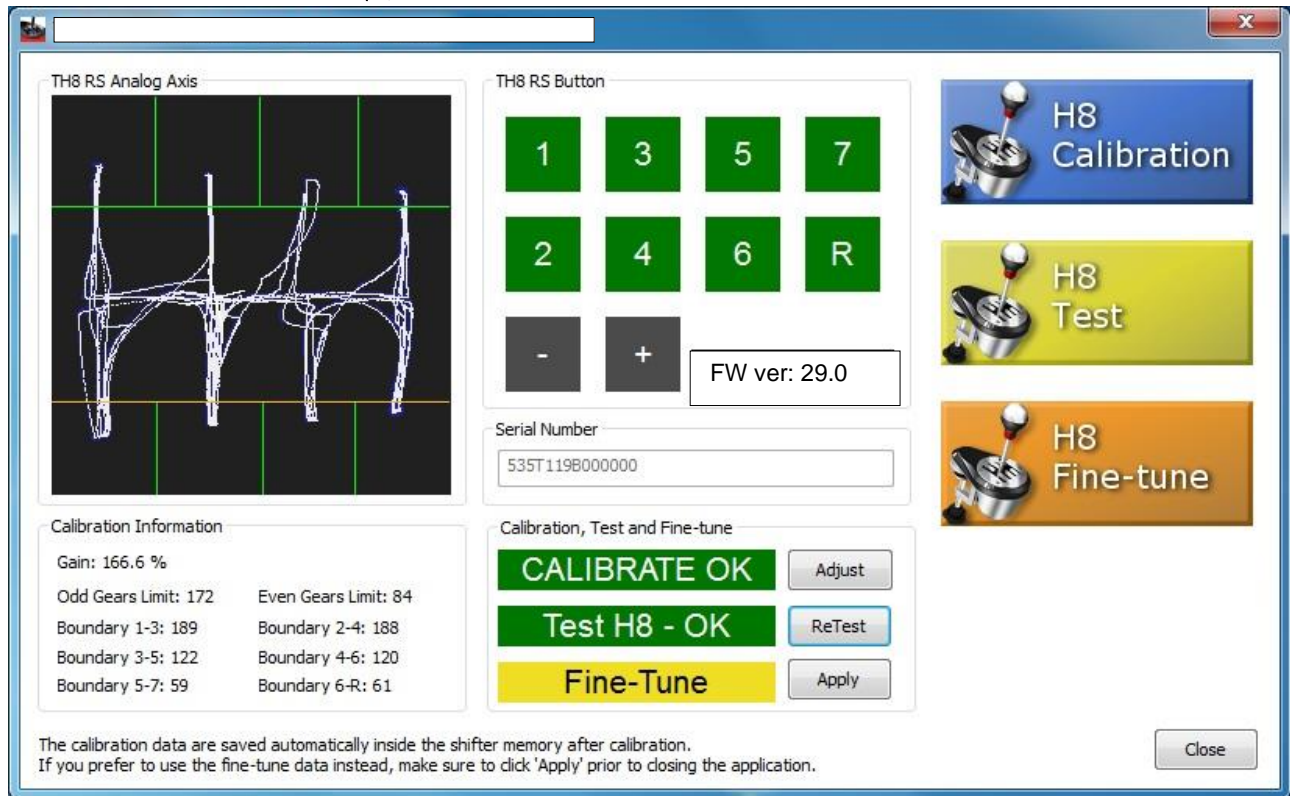 TH8 RS Analog Axis
TH8 RS Button
1 3 5 7
2 4 6 R
- +
FW ver: 29.0
Serial Number
535T119B000000
H8
Calibration
H8
Test
H8
Fine-tune
Calibration Information
Gain: 166.6 %
Odd Gears Limit: 172 Even Gears Limit: 84
Boundary 1-3: 189 Boundary 2-4: 188
Boundary 3-5: 122 Boundary 4-6: 120
Boundary 5-7: 59 Boundary 6-R: 61
Calibration, Test and Fine-tune
CALIBRATE OK Adjust
Test H8 - OK ReTest
Fine-Tune Apply
The calibration data are saved automatically inside the shifter memory after calibration.
If you prefer to use the fine-tune data instead, make sure to click 'Apply' prior to closing the application.
Close